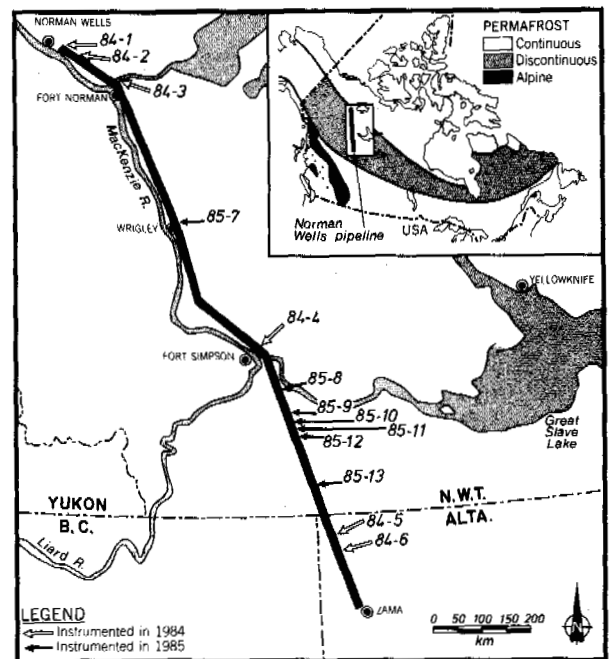 NORMAN WELLS
84-1
84-2
84-3
FORT NORMAN
MacKenzie R.
WRIGLEY
85-7
84-4
FORT SIMPSON
85-8
85-9
85-10
85-11
85-12
85-13
YELLOWKNIFE
Great
Slave
Lake
YUKON
B.C.
N.W.T.
ALTA.
Liard R.
84-5
84-6
ZAMA
PERMAFROST
Continuous
Discontinuous
Alpine
Norman
Wells pipeline
USA
LEGEND
Instrumented in 1984
Instrumented in 1985
0 50 100 150 200
km
N